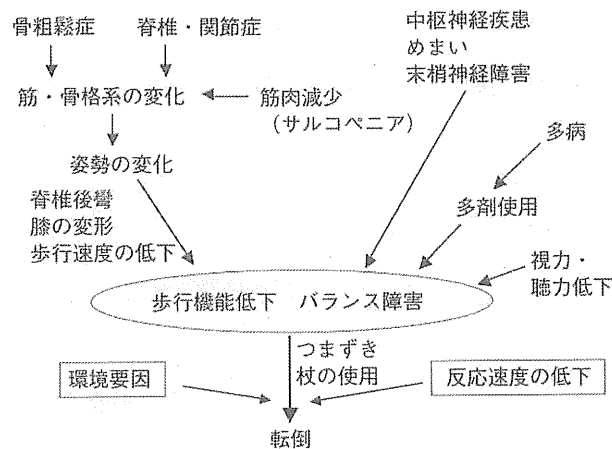 骨粗鬆症
脊椎・関節症
中枢神経疾患
めまい
末梢神経障害
筋・骨格系の変化
筋肉減少
(サルコペニア)
多病
姿勢の変化
脊椎後彎
膝の変形
歩行速度の低下
多剤使用
視力・
聴力低下
歩行機能低下 バランス障害
つまずき
杖の使用
環境要因
反応速度の低下
転倒